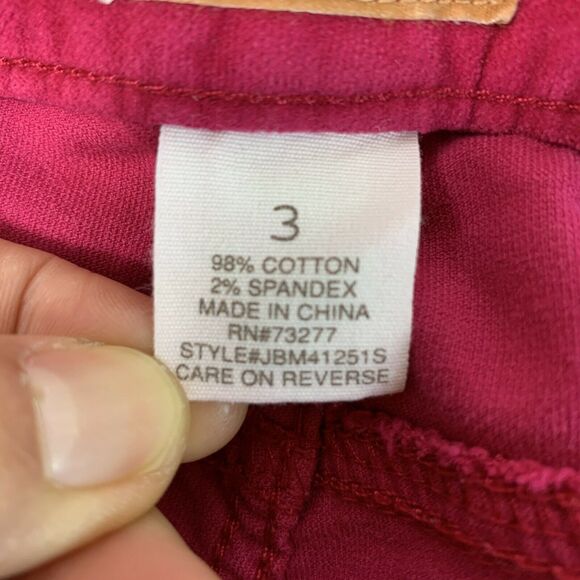 3
98% COTTON
2% SPANDEX
MADE IN CHINA
RN#73277
STYLE#JBM41251S
CARE ON REVERSE